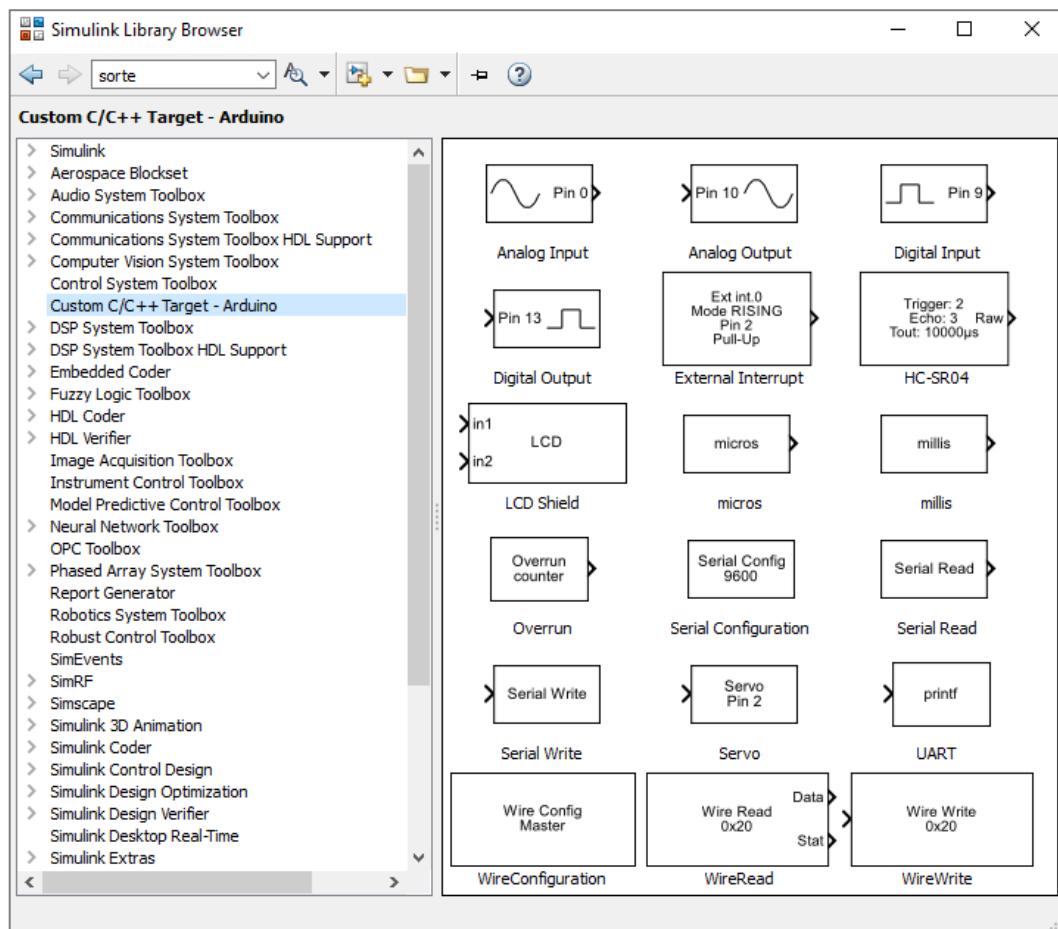 Simulink Library Browser
sorte
Custom C/C++ Target - Arduino
Simulink
Aerospace Blockset
Audio System Toolbox
Communications System Toolbox
Communications System Toolbox HDL Support
Computer Vision System Toolbox
Control System Toolbox
Custom C/C++ Target - Arduino
DSP System Toolbox
DSP System Toolbox HDL Support
Embedded Coder
Fuzzy Logic Toolbox
HDL Coder
HDL Verifier
Image Acquisition Toolbox
Instrument Control Toolbox
Model Predictive Control Toolbox
Neural Network Toolbox
OPC Toolbox
Phased Array System Toolbox
Report Generator
Robotics System Toolbox
Robust Control Toolbox
SimEvents
SimRF
Simscape
Simulink 3D Animation
Simulink Coder
Simulink Control Design
Simulink Design Optimization
Simulink Design Verifier
Simulink Desktop Real-Time
Simulink Extras
Pin 0
Analog Input
Pin 10
Analog Output
Pin 9
Digital Input
Pin 13
Digital Output
Ext int.0
Mode RISING
Pin 2
Pull-Up
External Interrupt
Trigger: 2
Echo: 3
Raw
Tout: 10000µs
HC-SR04
in1
LCD
in2
LCD Shield
micros
micros
millis
millis
Overrun
counter
Overrun
Serial Config
9600
Serial Configuration
Serial Read
Serial Read
Serial Write
Serial Write
Servo
Pin 2
Servo
printf
UART
Wire Config
Master
WireConfiguration
Data
Wire Read
0x20
Stat
WireRead
Wire Write
0x20
WireWrite